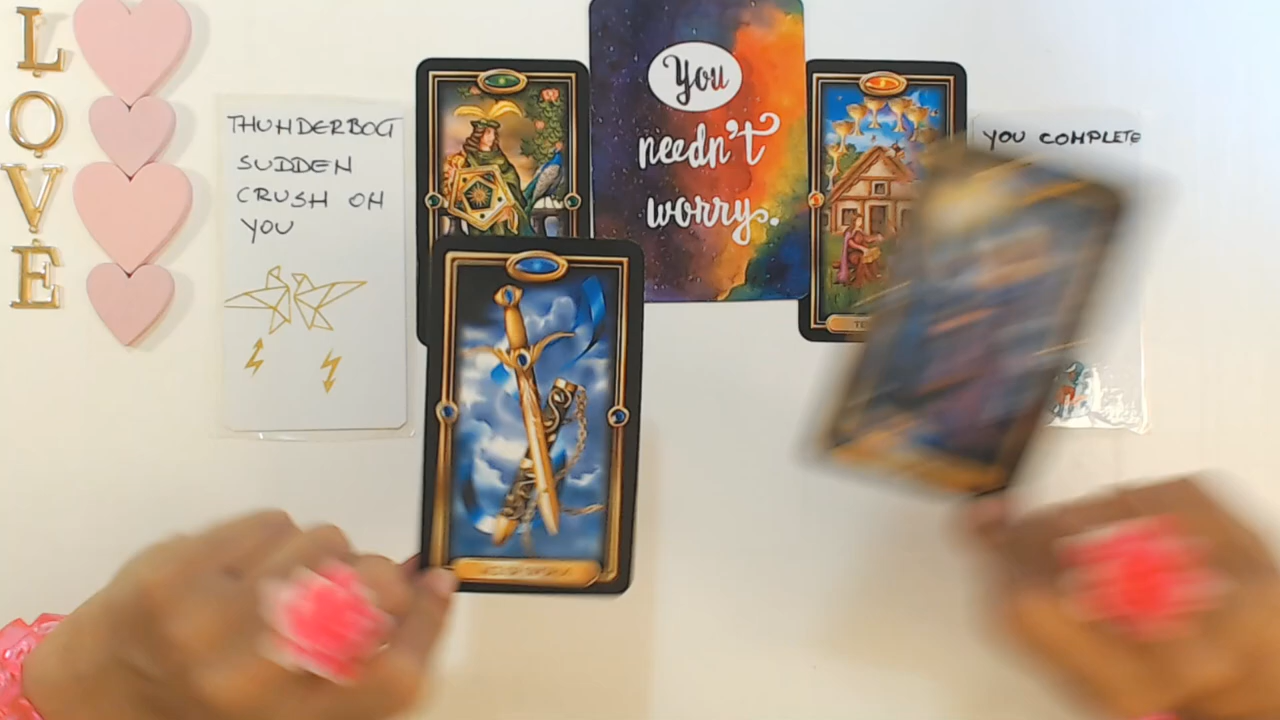 LOVE
THUNDERBOLT
SUDDEN
CRUSH ON
YOU
You
needn't
worry.
YOU COMPLETE